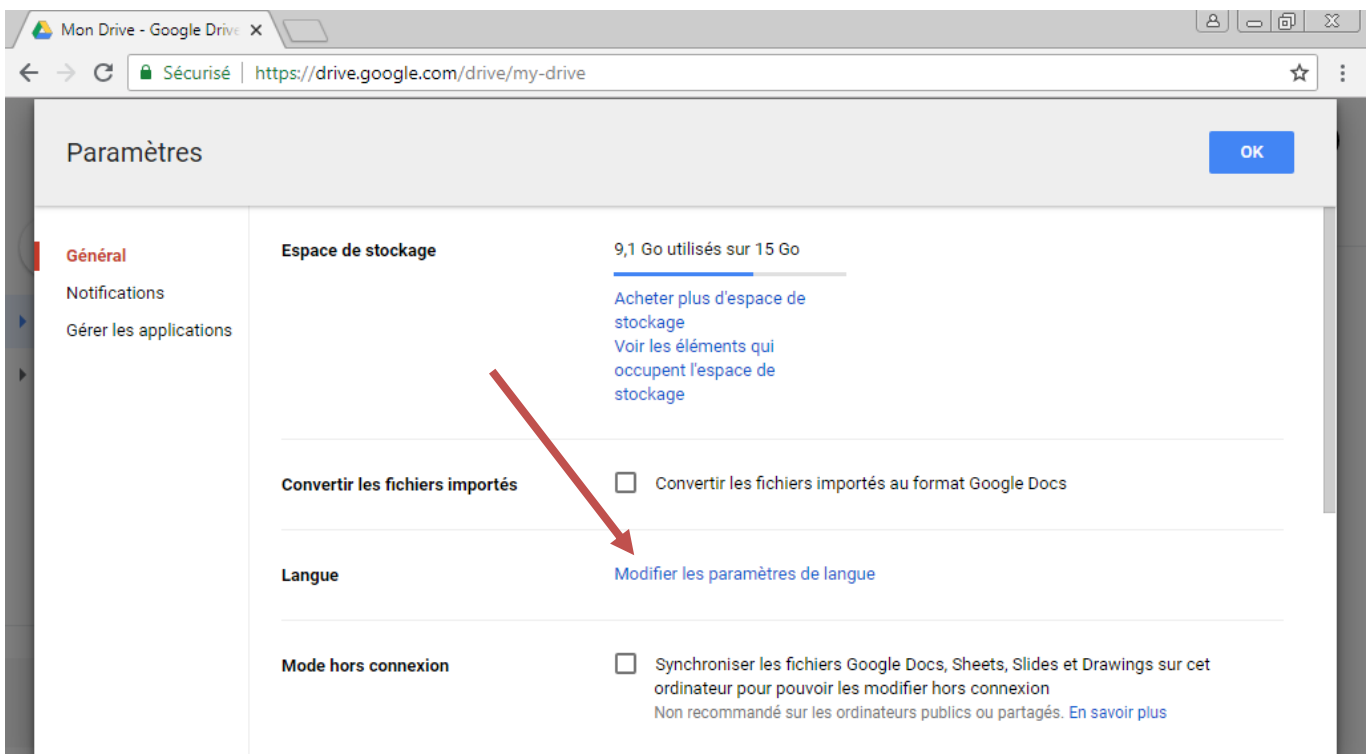 Mon Drive - Google Drive
Sécurisé
https://drive.google.com/drive/my-drive
Paramètres
OK
Général
Notifications
Gérer les applications
Espace de stockage
9,1 Go utilisés sur 15 Go
Acheter plus d'espace de
stockage
Voir les éléments qui
occupent l'espace de
stockage
Convertir les fichiers importés
Convertir les fichiers importés au format Google Docs
Langue
Modifier les paramètres de langue
Mode hors connexion
Synchroniser les fichiers Google Docs, Sheets, Slides et Drawings sur cet
ordinateur pour pouvoir les modifier hors connexion
Non recommandé sur les ordinateurs publics ou partagés. En savoir plus